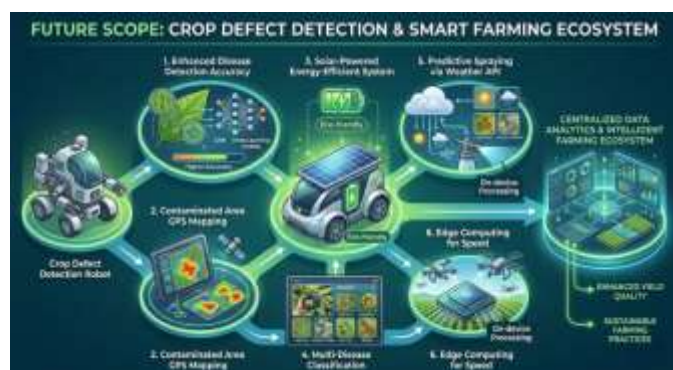 FUTURE SCOPE: CROP DEFECT DETECTION & SMART FARMING ECOSYSTEM
1. Enhanced Disease
Detection Accuracy
3. Solar-Powered
Energy-Efficient System
5. Predictive Spraying
via Weather API
Eco-friendly
CENTRALIZED DATA
ANALYTICS & INTELLIGENT
FARMING ECOSYSTEM
On-device
Processing
2. Contaminated Area
GPS Mapping
6. Edge Computing
for Speed
Crop Defect
Detection Robot
ENHANCED YIELD
QUALITY
On-device
Processing
SUSTAINABLE
FARMING
PRACTICES
2. Contaminated Area
GPS Mapping
4. Multi-Disease
Classification
6. Edge Computing
for Speed